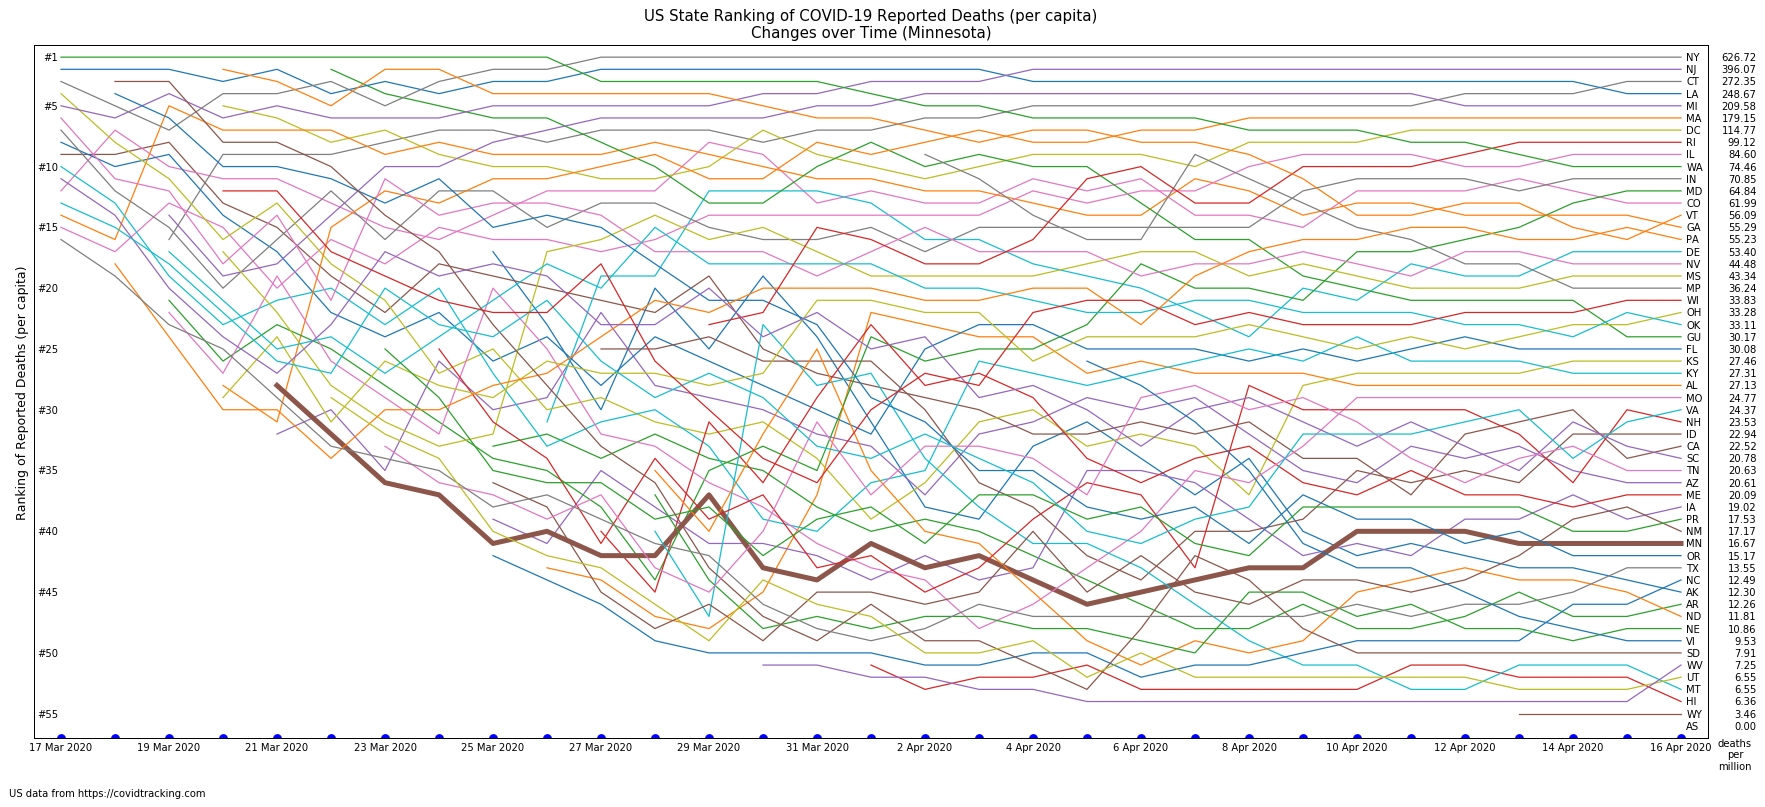 US State Ranking of COVID-19 Reported Deaths (per capita)
Changes over Time (Minnesota)
Ranking of Reported Deaths (per capita)
#1
#5
#10
#15
#20
#25
#30
#35
#40
#45
#50
#55
NY 626.72
NJ 396.07
CT 272.35
LA 248.67
MI 209.58
MA 179.15
DC 114.77
RI 99.12
IL 84.60
WA 74.46
IN 70.85
MD 64.84
CO 61.99
VT 56.09
GA 55.29
PA 55.23
DE 53.40
NV 44.48
MS 43.34
MP 36.24
WI 33.83
OH 33.28
OK 33.11
GU 30.17
FL 30.08
KS 27.46
KY 27.31
AL 27.13
MO 24.77
VA 24.37
NH 23.53
ID 22.94
CA 22.52
SC 20.78
TN 20.63
AZ 20.61
ME 20.09
IA 19.02
PR 17.53
NM 17.17
MN 16.67
OR 15.17
TX 13.55
NC 12.49
AK 12.30
AR 12.26
ND 11.81
NE 10.86
VI 9.53
SD 7.91
WV 7.25
UT 6.55
MT 6.55
HI 6.36
WY 3.46
AS 0.00
17 Mar 2020 19 Mar 2020 21 Mar 2020 23 Mar 2020 25 Mar 2020 27 Mar 2020 29 Mar 2020 31 Mar 2020 2 Apr 2020 4 Apr 2020 6 Apr 2020 8 Apr 2020 10 Apr 2020 12 Apr 2020 14 Apr 2020 16 Apr 2020
deaths
per
million
US data from https://covidtracking.com